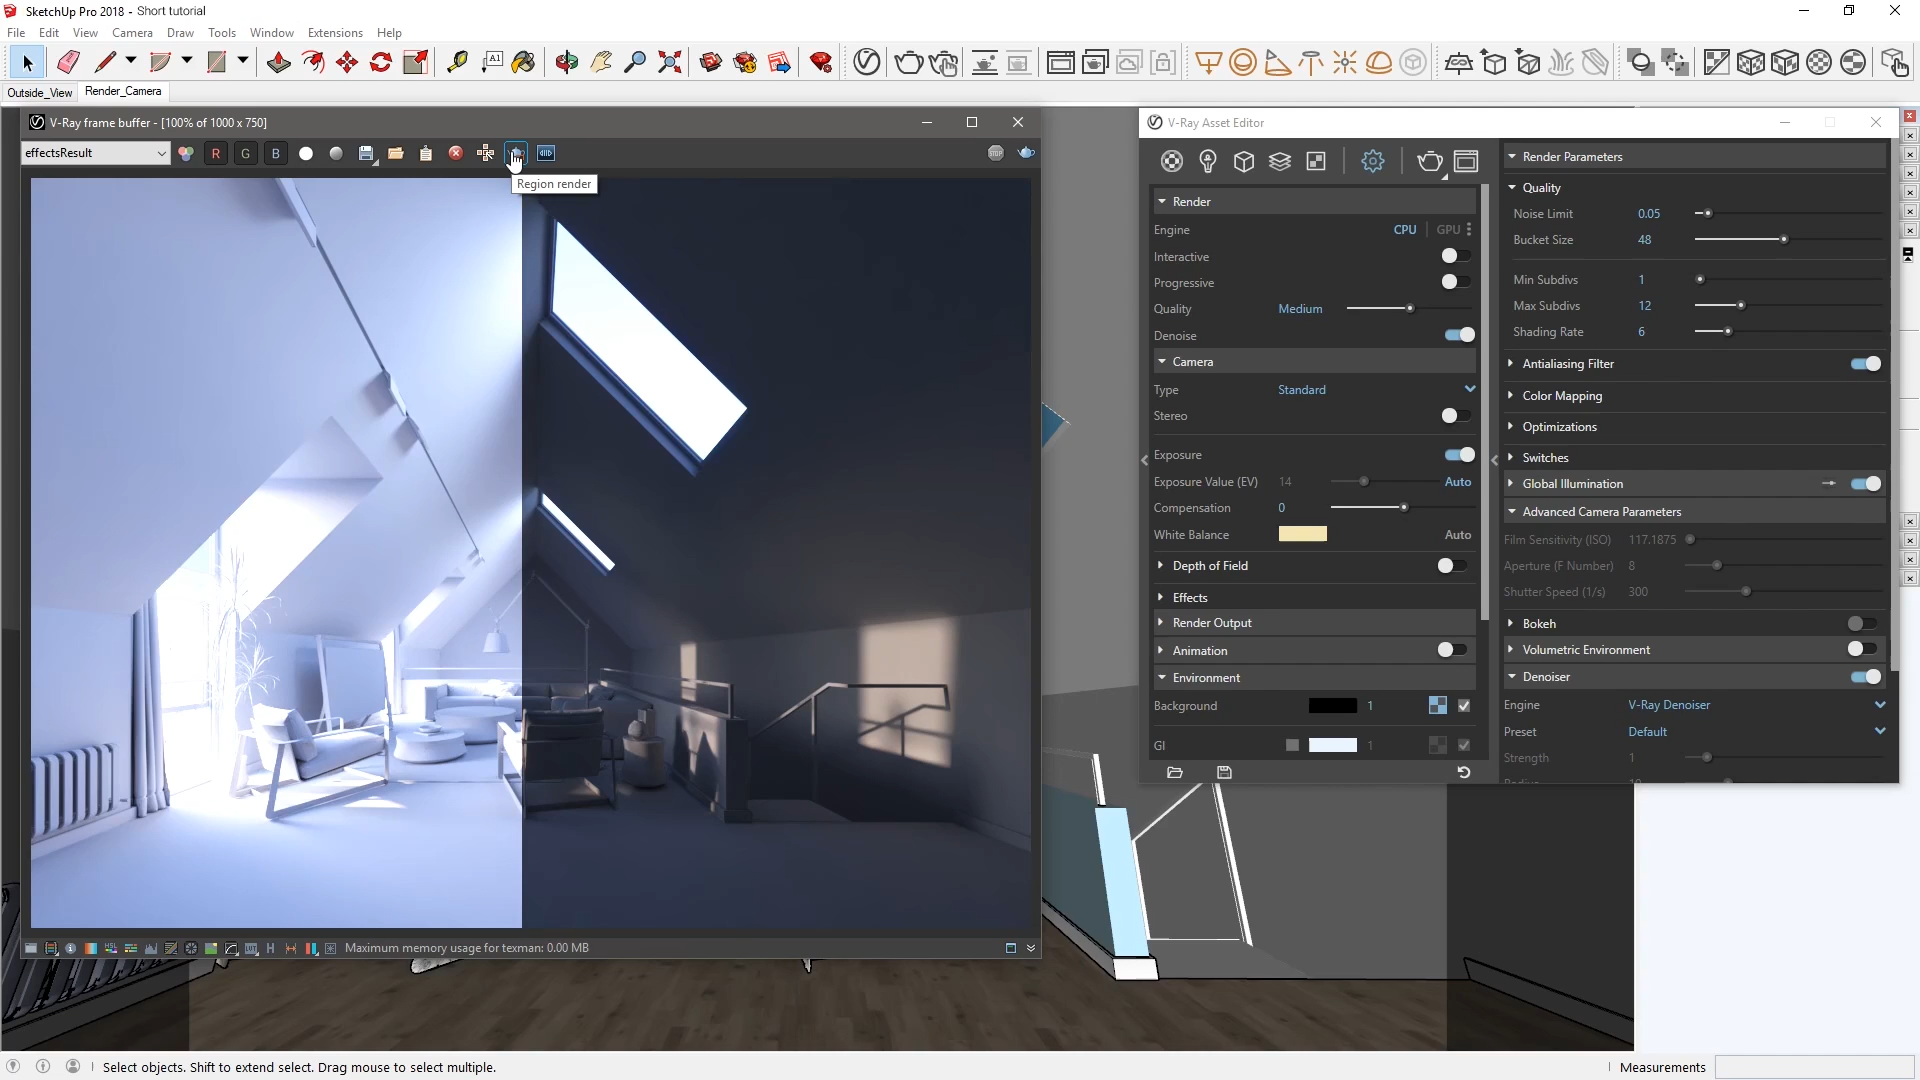 SketchUp Pro 2018 - Short tutorial
File Edit View Camera Draw Tools Window Extensions Help
Outside_View Render_Camera
V-Ray frame buffer - [100% of 1000 x 750]
effectsResult R G B
STOP
Region render
Maximum memory usage for texman: 0.00 MB
V-Ray Asset Editor
Render
Engine CPU GPU
Interactive
Progressive
Quality Medium
Denoise
Camera
Type Standard
Stereo
Exposure
Exposure Value (EV) 14 Auto
Compensation 0
White Balance Auto
Depth of Field
Effects
Render Output
Animation
Environment
Background 1
GI 1
Render Parameters
Quality
Noise Limit 0.05
Bucket Size 48
Min Subdivs 1
Max Subdivs 12
Shading Rate 6
Antialiasing Filter
Color Mapping
Optimizations
Switches
Global Illumination
Advanced Camera Parameters
Film Sensitivity (ISO) 117.1875
Aperture (F Number) 8
Shutter Speed (1/s) 300
Bokeh
Volumetric Environment
Denoiser
Engine V-Ray Denoiser
Preset Default
Strength 1
Select objects. Shift to extend select. Drag mouse to select multiple.
Measurements